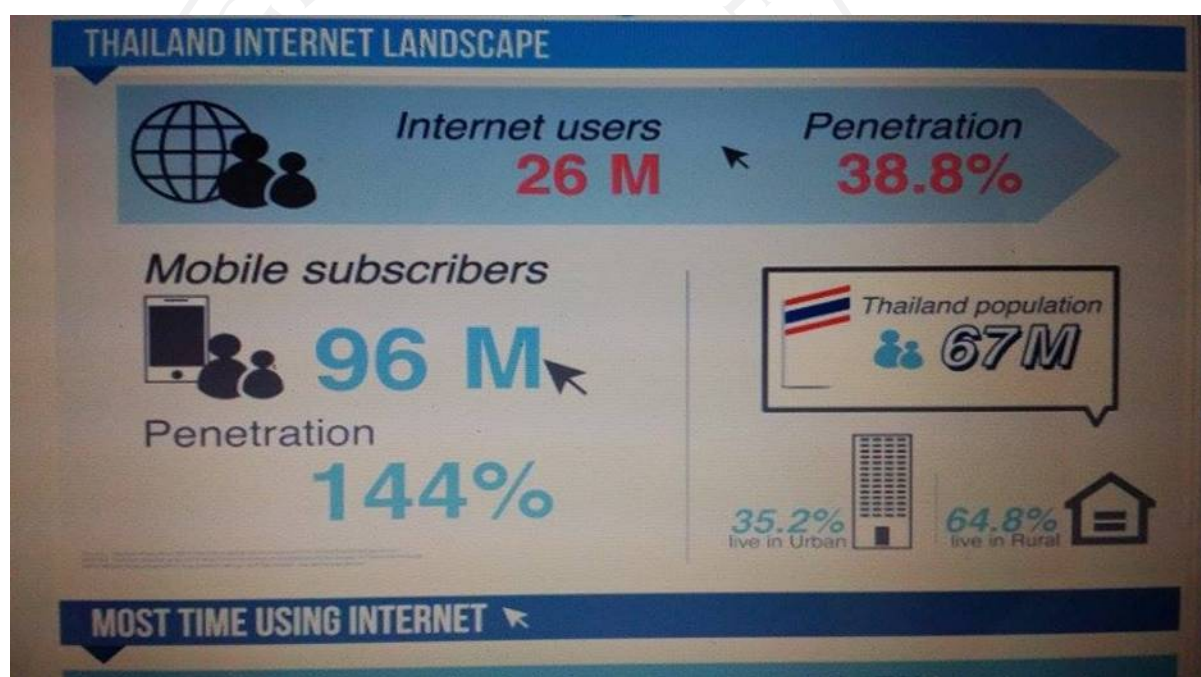 THAILAND INTERNET LANDSCAPE
Internet users
26 M
Penetration
38.8%
Mobile subscribers
96 M
Penetration
144%
Thailand population
67M
35.2%
live in Urban
64.8%
live in Rural
MOST TIME USING INTERNET